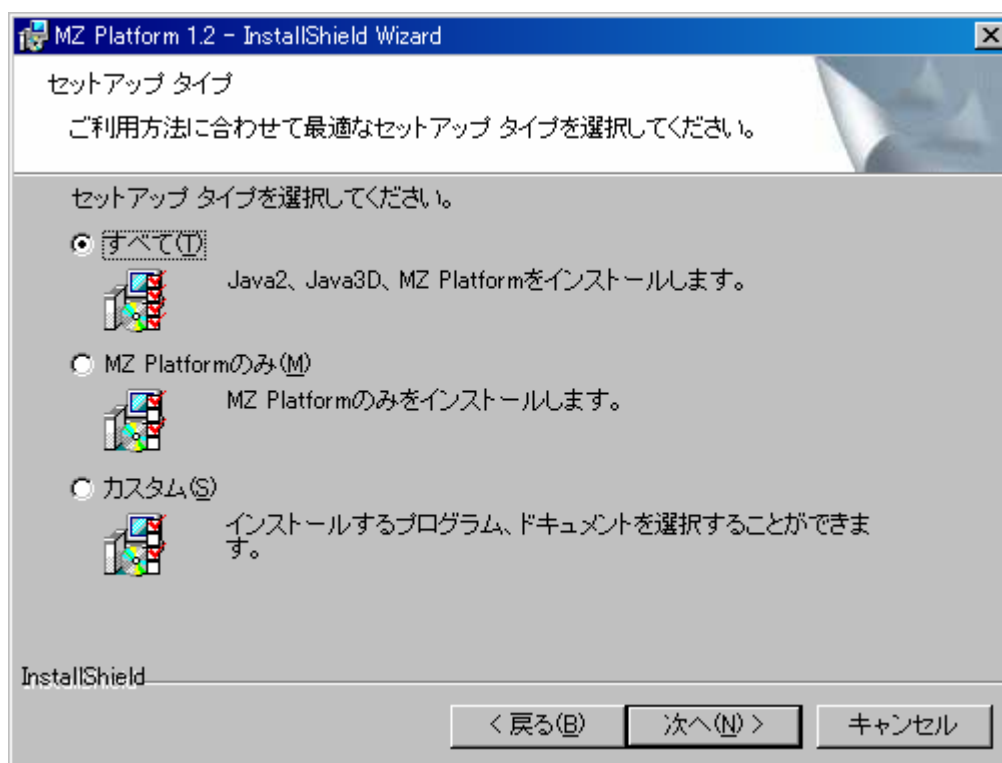 MZ Platform 1.2 - InstallShield Wizard
セットアップ タイプ
ご利用方法に合わせて最適なセットアップ タイプを選択してください。
セットアップ タイプを選択してください。
すべて(T)
Java2、Java3D、MZ Platformをインストールします。
MZ Platformのみ(M)
MZ Platformのみをインストールします。
カスタム(S)
インストールするプログラム、ドキュメントを選択することができま
す。
InstallShield
< 戻る(B) 次へ(N) > キャンセル